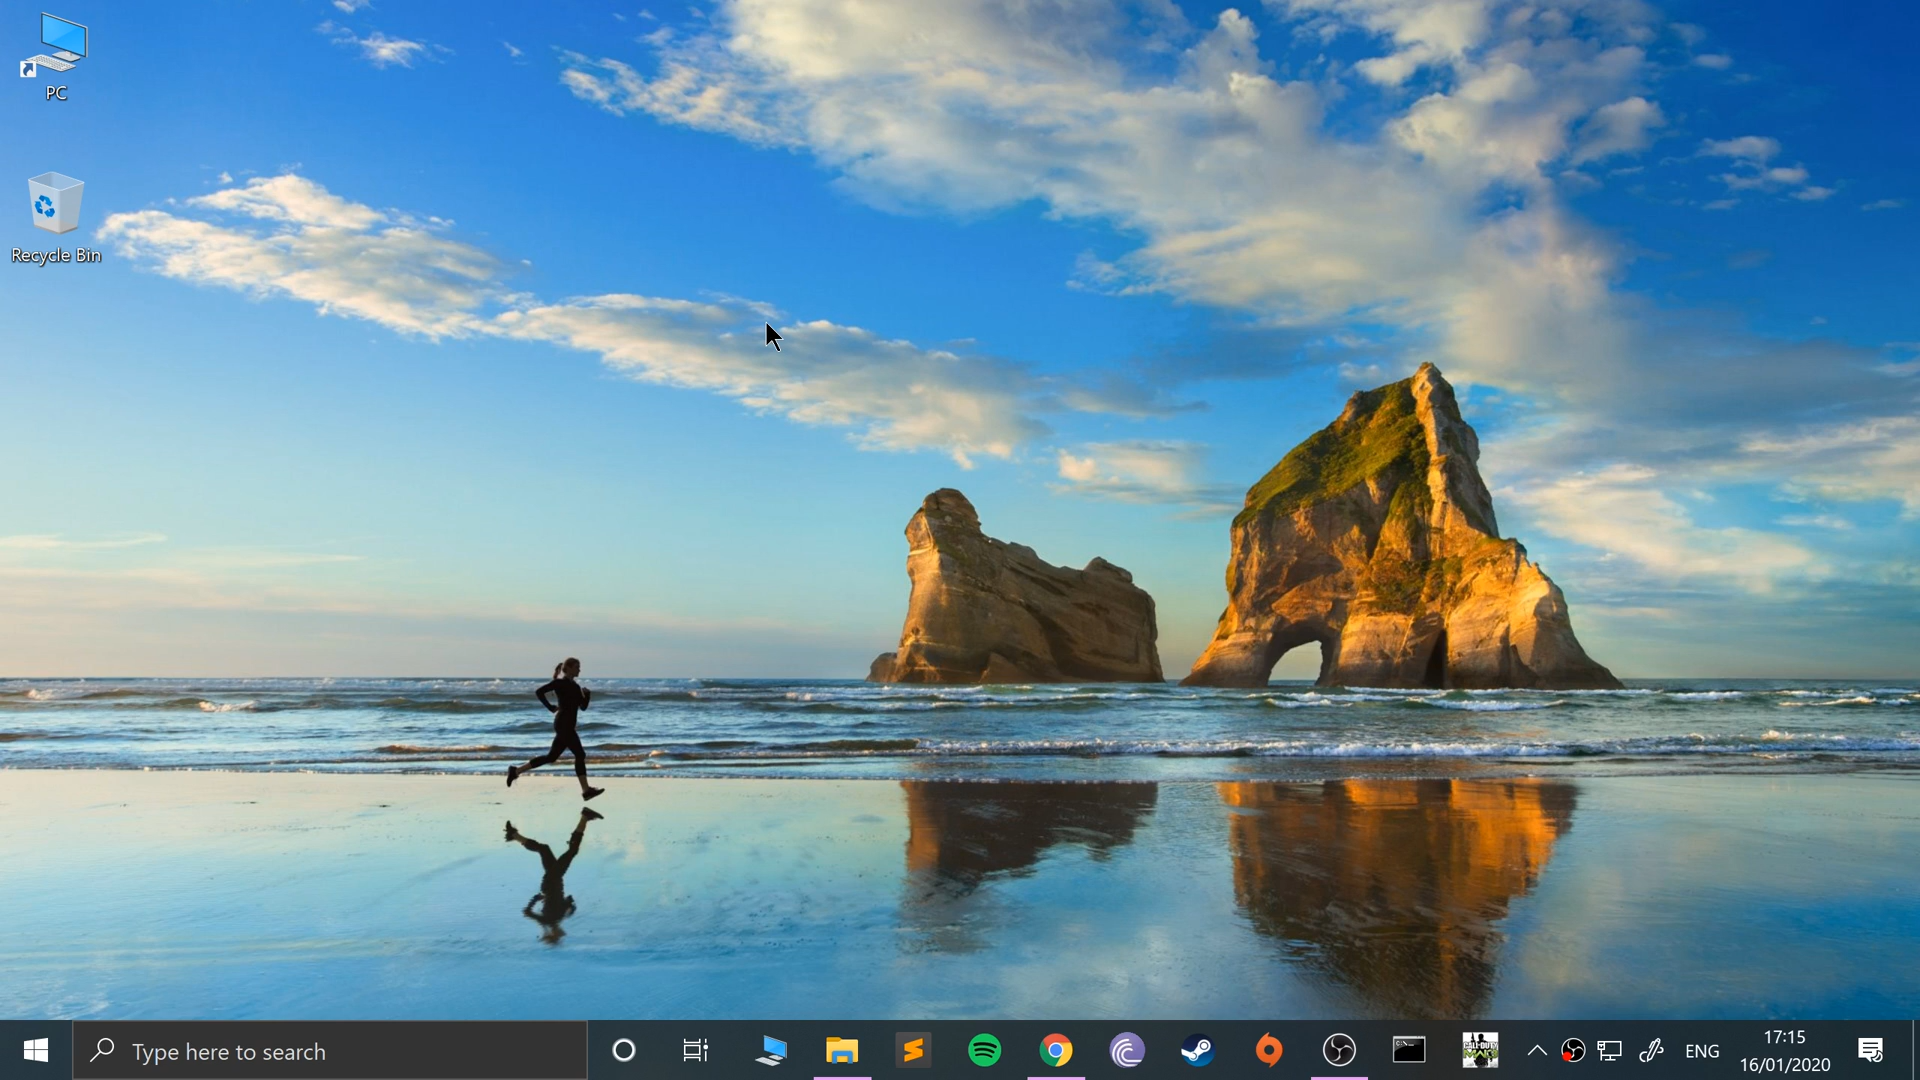 PC
Recycle Bin
Type here to search
ENG
17:15
16/01/2020